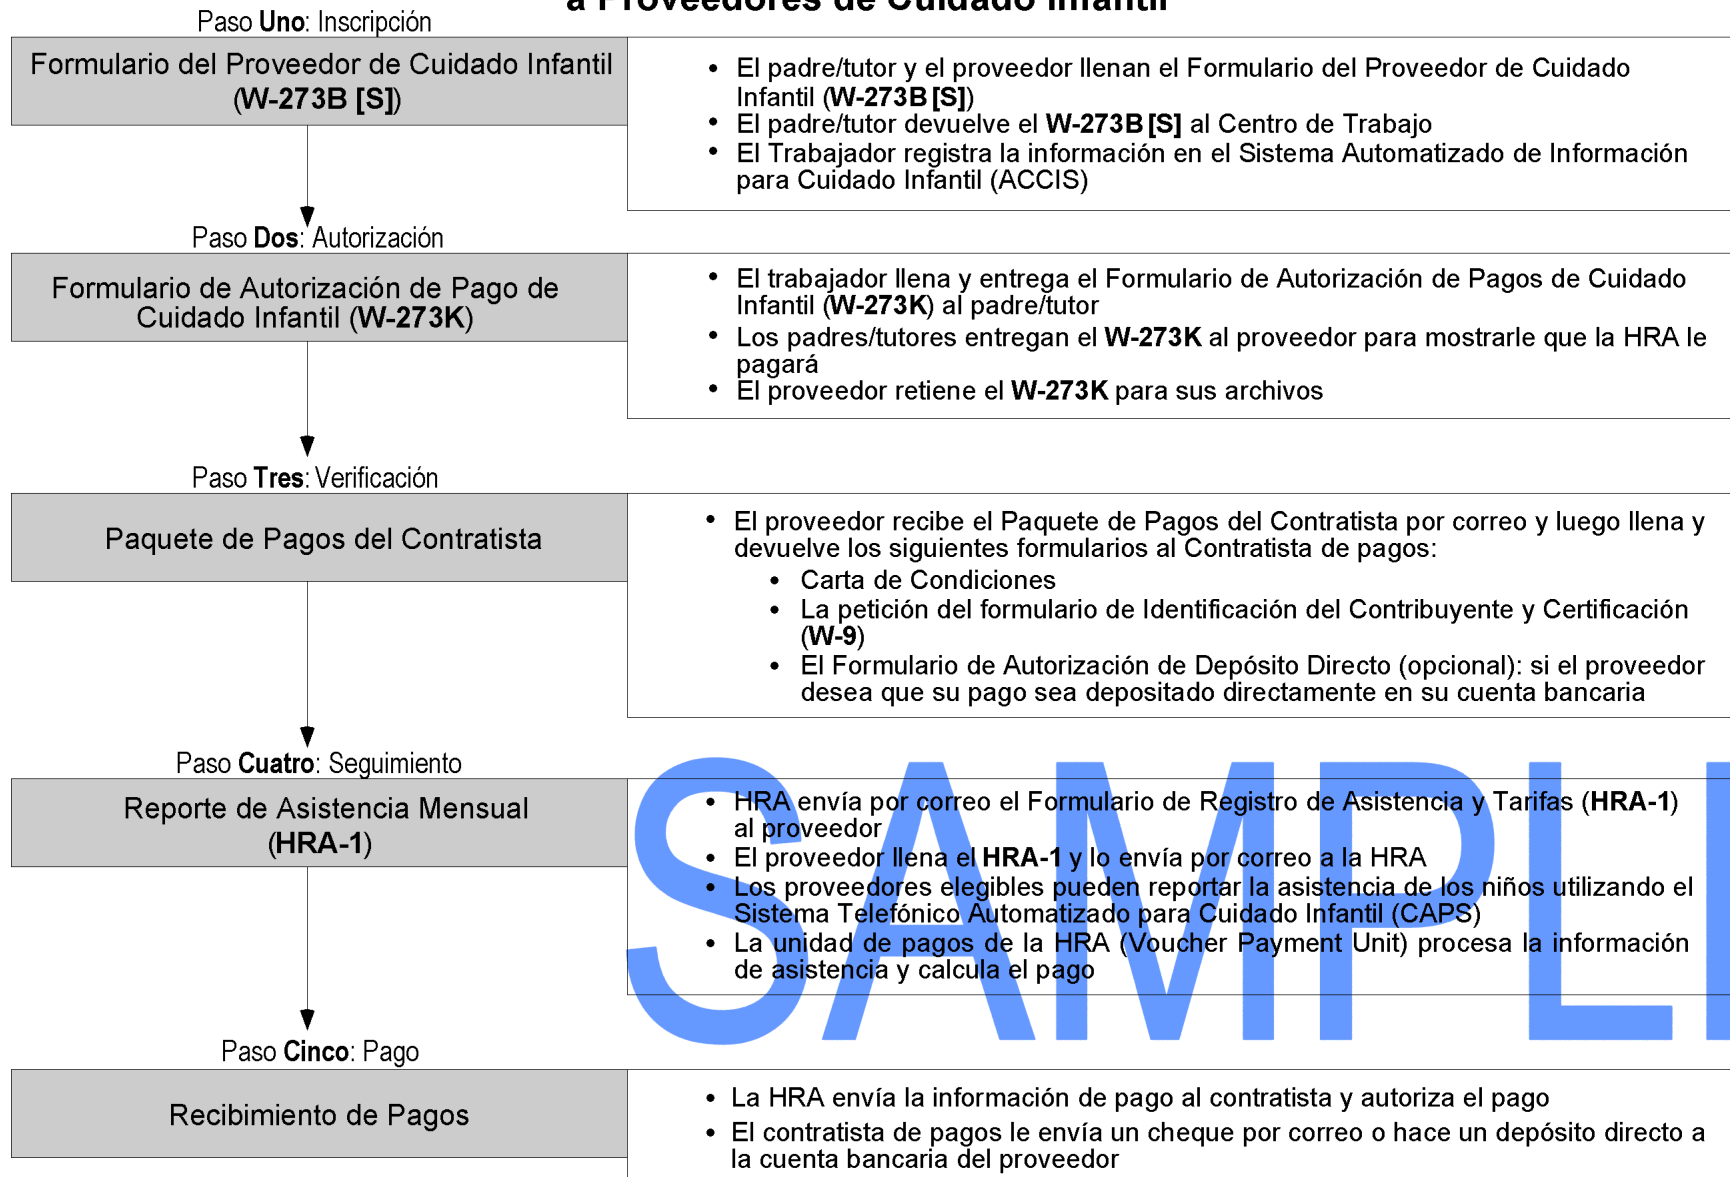 a Proveedores de Cuidado Infantil
Paso Uno: Inscripción
Formulario del Proveedor de Cuidado Infantil
(W-273B [S])
• El padre/tutor y el proveedor llenan el Formulario del Proveedor de Cuidado
Infantil (W-273B [S])
• El padre/tutor devuelve el W-273B [S] al Centro de Trabajo
• El Trabajador registra la información en el Sistema Automatizado de Información
para Cuidado Infantil (ACCIS)
Paso Dos: Autorización
Formulario de Autorización de Pago de
Cuidado Infantil (W-273K)
• El trabajador llena y entrega el Formulario de Autorización de Pagos de Cuidado
Infantil (W-273K) al padre/tutor
• Los padres/tutores entregan el W-273K al proveedor para mostrarle que la HRA le
pagará
• El proveedor retiene el W-273K para sus archivos
Paso Tres: Verificación
Paquete de Pagos del Contratista
• El proveedor recibe el Paquete de Pagos del Contratista por correo y luego llena y
devuelve los siguientes formularios al Contratista de pagos:
• Carta de Condiciones
• La petición del formulario de Identificación del Contribuyente y Certificación
(W-9)
• El Formulario de Autorización de Depósito Directo (opcional): si el proveedor
desea que su pago sea depositado directamente en su cuenta bancaria
Paso Cuatro: Seguimiento
Reporte de Asistencia Mensual
(HRA-1)
• HRA envía por correo el Formulario de Registro de Asistencia y Tarifas (HRA-1)
al proveedor
• El proveedor llena el HRA-1 y lo envía por correo a la HRA
• Los proveedores elegibles pueden reportar la asistencia de los niños utilizando el
Sistema Telefónico Automatizado para Cuidado Infantil (CAPS)
• La unidad de pagos de la HRA (Voucher Payment Unit) procesa la información
de asistencia y calcula el pago
SAMPL
Paso Cinco: Pago
Recibimiento de Pagos
• La HRA envía la información de pago al contratista y autoriza el pago
• El contratista de pagos le envía un cheque por correo o hace un depósito directo a
la cuenta bancaria del proveedor